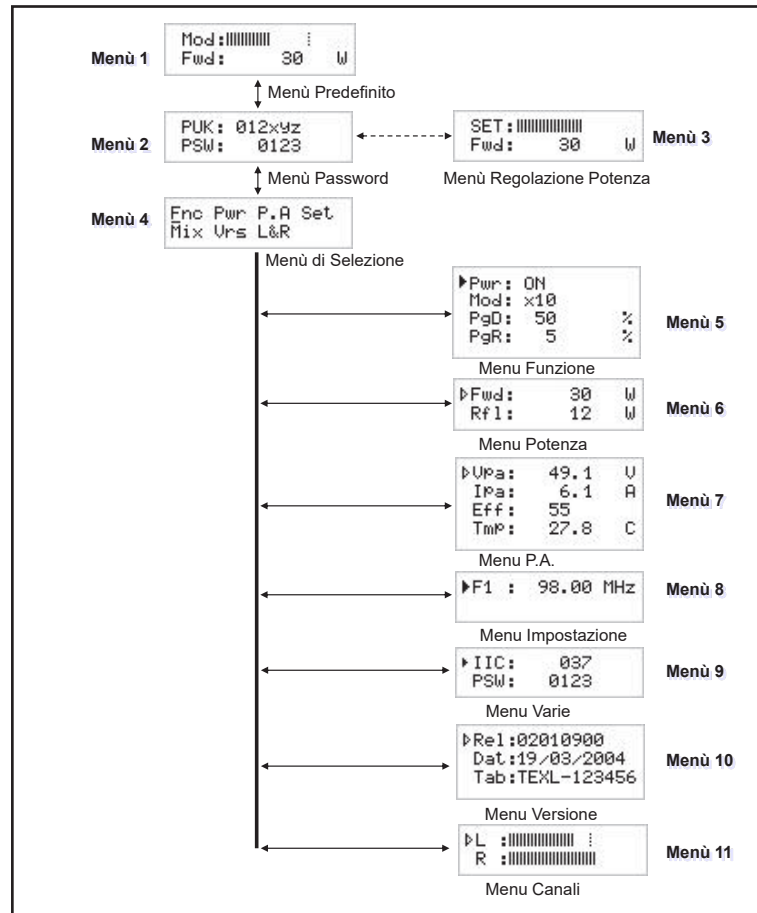 Mod:
Fwd: 30 W
Menù 1
Menù Predefinito
PUK: 012xyz
PSW: 0123
Menù 2
SET:
Fwd: 30 W
Menù 3
Menù Password
Menù Regolazione Potenza
Fnc Pwr P.A Set
Mix Vrs L&R
Menù 4
Menù di Selezione
Pwr: ON
Mod: x10
PgD: 50 %
PgR: 5 %
Menù 5
Menu Funzione
Fwd: 30 W
Rfl: 12 W
Menù 6
Menu Potenza
Vpa: 49.1 V
Ipa: 6.1 A
Eff: 55
Tmp: 27.8 C
Menù 7
Menu P.A.
F1 : 98.00 MHz
Menù 8
Menu Impostazione
IIC: 037
PSW: 0123
Menù 9
Menu Varie
Rel:02010900
Dat:19/03/2004
Tab:TEXL-123456
Menù 10
Menu Versione
L :
R :
Menù 11
Menu Canali